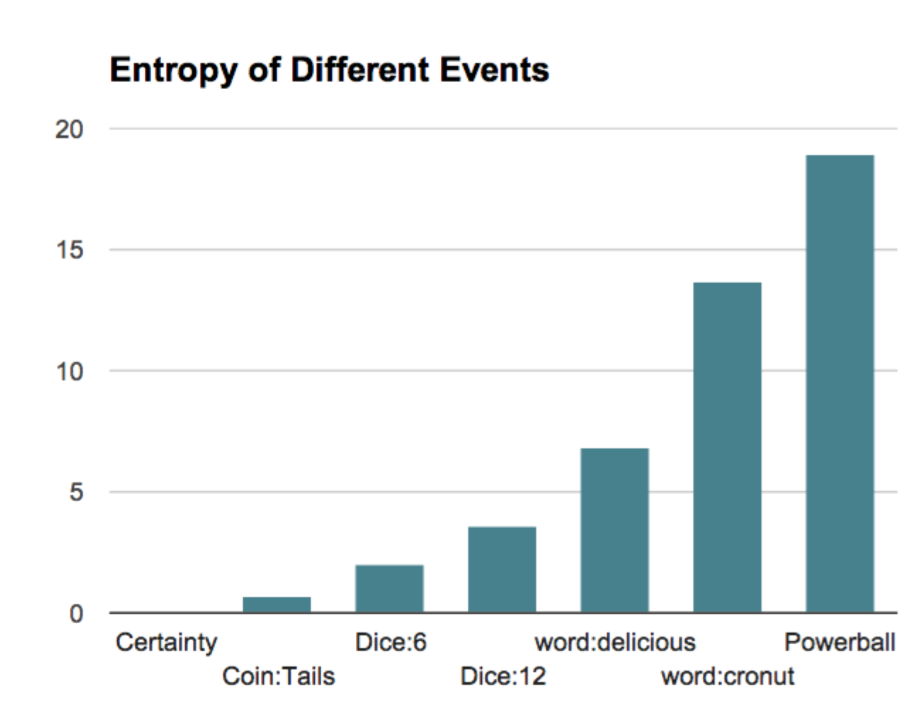 Entropy of Different Events
20
15
10
5
0
Certainty Dice:6 word:delicious Powerball
Coin:Tails Dice:12 word:cronut